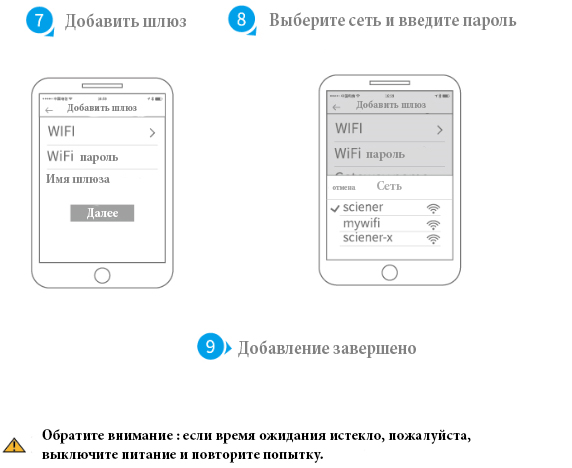 7 Добавить шлюз
8 Выберите сеть и введите пароль
Добавить шлюз
WIFI
WiFi пароль
Имя шлюза
Далее
Добавить шлюз
WIFI
WiFi пароль
отмена Сеть
sciener
mywifi
sciener-x
9 Добавление завершено
Обратите внимание : если время ожидания истекло, пожалуйста,
выключите питание и повторите попытку.